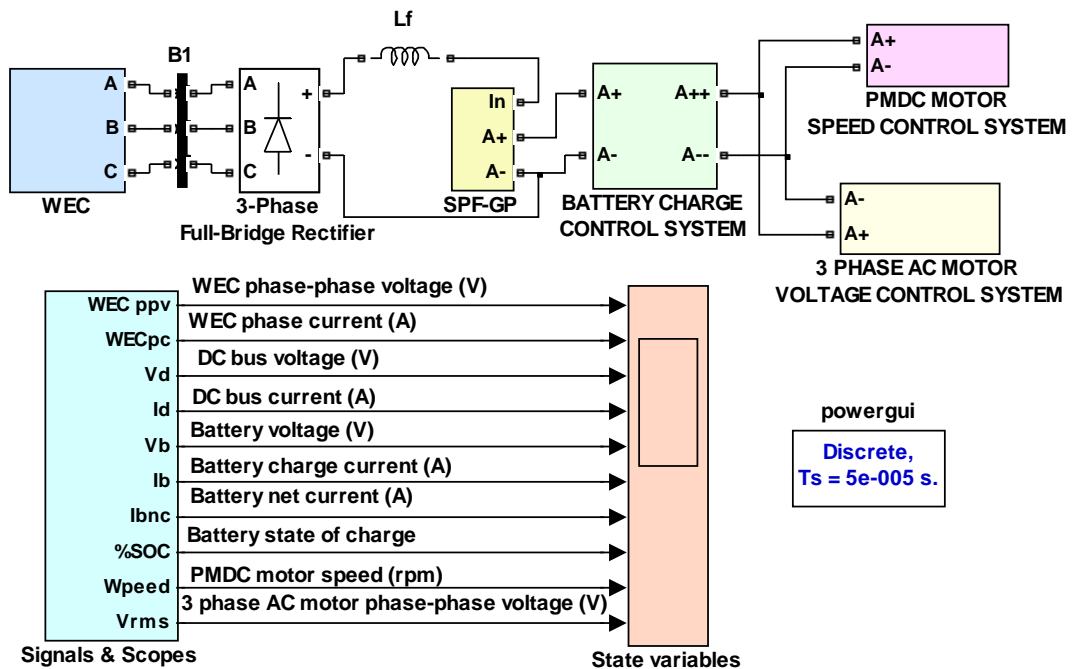 Lf
B1
A
B
C
WEC
A
B
C
+
-
3-Phase
Full-Bridge Rectifier
In
A+
A-
SPF-GP
A+
A-
A++
A--
BATTERY CHARGE
CONTROL SYSTEM
A+
A-
PMDC MOTOR
SPEED CONTROL SYSTEM
A-
A+
3 PHASE AC MOTOR
VOLTAGE CONTROL SYSTEM
WEC ppv
WECpc
Vd
Id
Vb
Ib
Ibnc
%SOC
Wpeed
Vrms
Signals & Scopes
WEC phase-phase voltage (V)
WEC phase current (A)
DC bus voltage (V)
DC bus current (A)
Battery voltage (V)
Battery charge current (A)
Battery net current (A)
Battery state of charge
PMDC motor speed (rpm)
3 phase AC motor phase-phase voltage (V)
State variables
powergui
Discrete,
Ts = 5e-005 s.